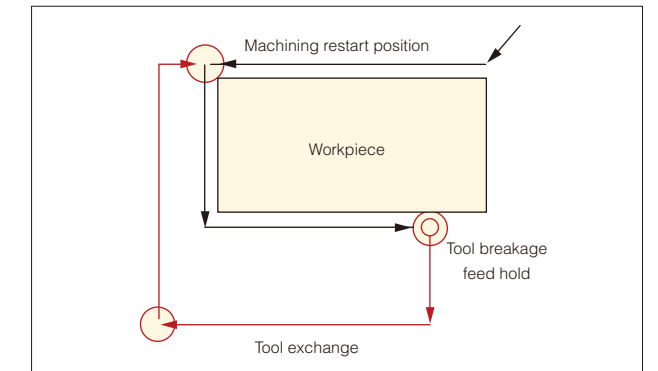 Machining restart position
Workpiece
Tool breakage
feed hold
Tool exchange